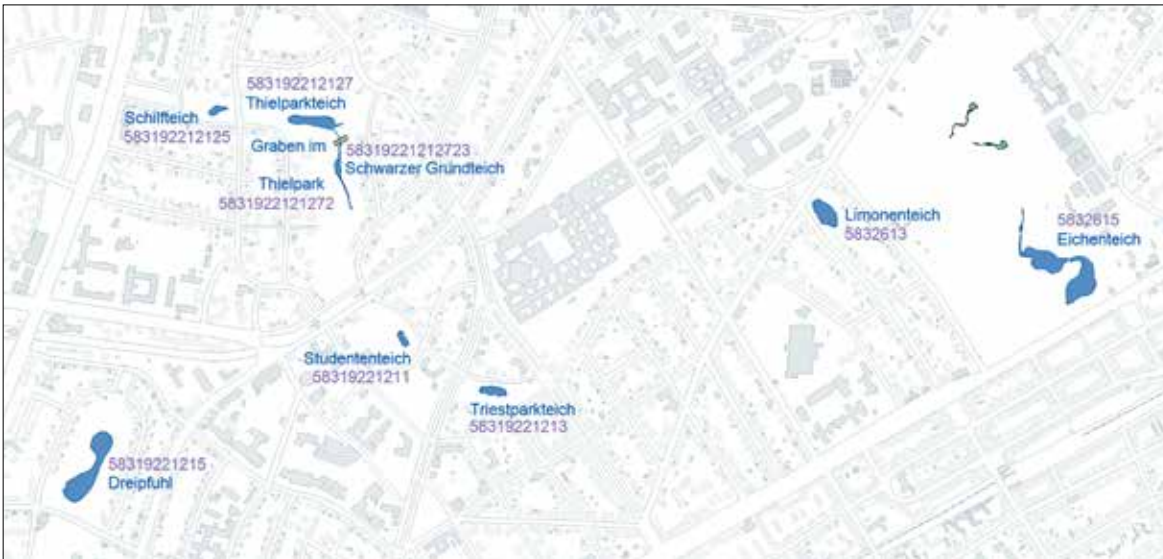 583192212127
Thielparkteich
Schilfteich
583192212125
Graben im
58319221212723
Schwarzer Gründteich
Thielpark
5831922121272
Limonenteich
5832613
5832615
Eichenteich
Studententeich
58319221211
Triestparkteich
58319221213
58319221215
Dreipfuhl